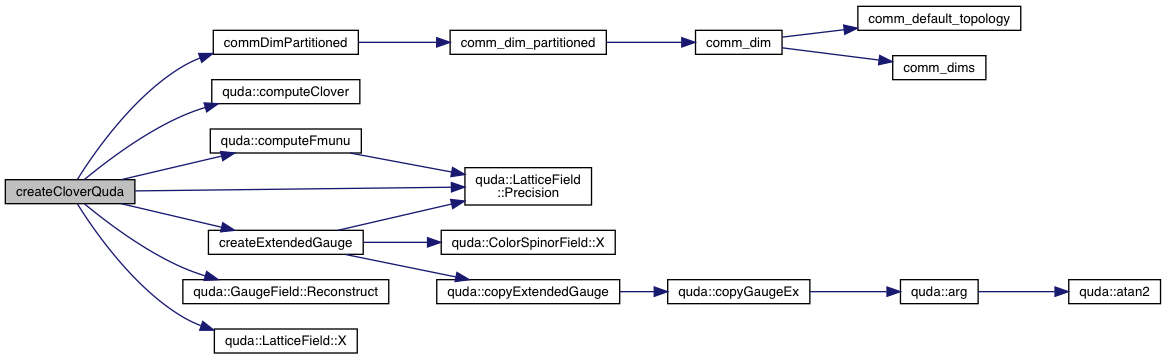 createCloverQuda
commDimPartitioned
comm_dim_partitioned
comm_dim
comm_default_topology
comm_dims
quda::computeClover
quda::computeFmunu
quda::LatticeField
::Precision
createExtendedGauge
quda::ColorSpinorField::X
quda::copyExtendedGauge
quda::copyGaugeEx
quda::arg
quda::atan2
quda::GaugeField::Reconstruct
quda::LatticeField::X